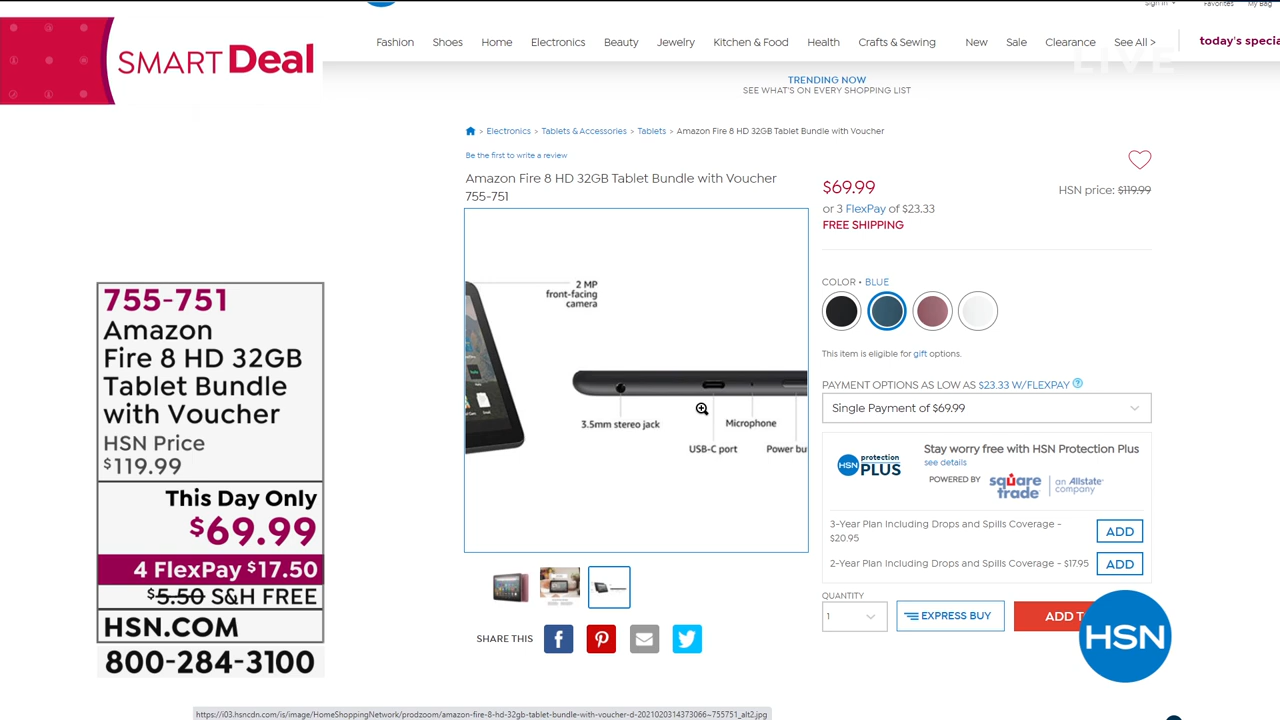 Sign In
Favorites
My Bag
SMART Deal
Fashion Shoes Home Electronics Beauty Jewelry Kitchen & Food Health Crafts & Sewing New Sale Clearance See All >
today's specia
LIVE
TRENDING NOW
SEE WHAT'S ON EVERY SHOPPING LIST
> Electronics > Tablets & Accessories > Tablets > Amazon Fire 8 HD 32GB Tablet Bundle with Voucher
Be the first to write a review
Amazon Fire 8 HD 32GB Tablet Bundle with Voucher
755-751
$69.99
HSN price: $119.99
or 3 FlexPay of $23.33
FREE SHIPPING
2 MP
front-facing
camera
3.5mm stereo jack
Microphone
USB-C port
Power bu
COLOR • BLUE
This item is eligible for gift options.
PAYMENT OPTIONS AS LOW AS $23.33 W/FLEXPAY ?
Single Payment of $69.99
HSN protection PLUS
Stay worry free with HSN Protection Plus
see details
POWERED BY square trade | an Allstate company
3-Year Plan Including Drops and Spills Coverage -
$20.95
ADD
2-Year Plan Including Drops and Spills Coverage - $17.95
ADD
QUANTITY
1
EXPRESS BUY
ADD T
HSN
SHARE THIS
755-751
Amazon
Fire 8 HD 32GB
Tablet Bundle
with Voucher
HSN Price
$119.99
This Day Only
$69.99
4 FlexPay $17.50
$5.50 S&H FREE
HSN.COM
800-284-3100
https://i03.hsncdn.com/is/image/HomeShoppingNetwork/prodzoom/amazon-fire-8-hd-32gb-tablet-bundle-with-voucher-d-20210203143730​66~755751_alt2.jpg